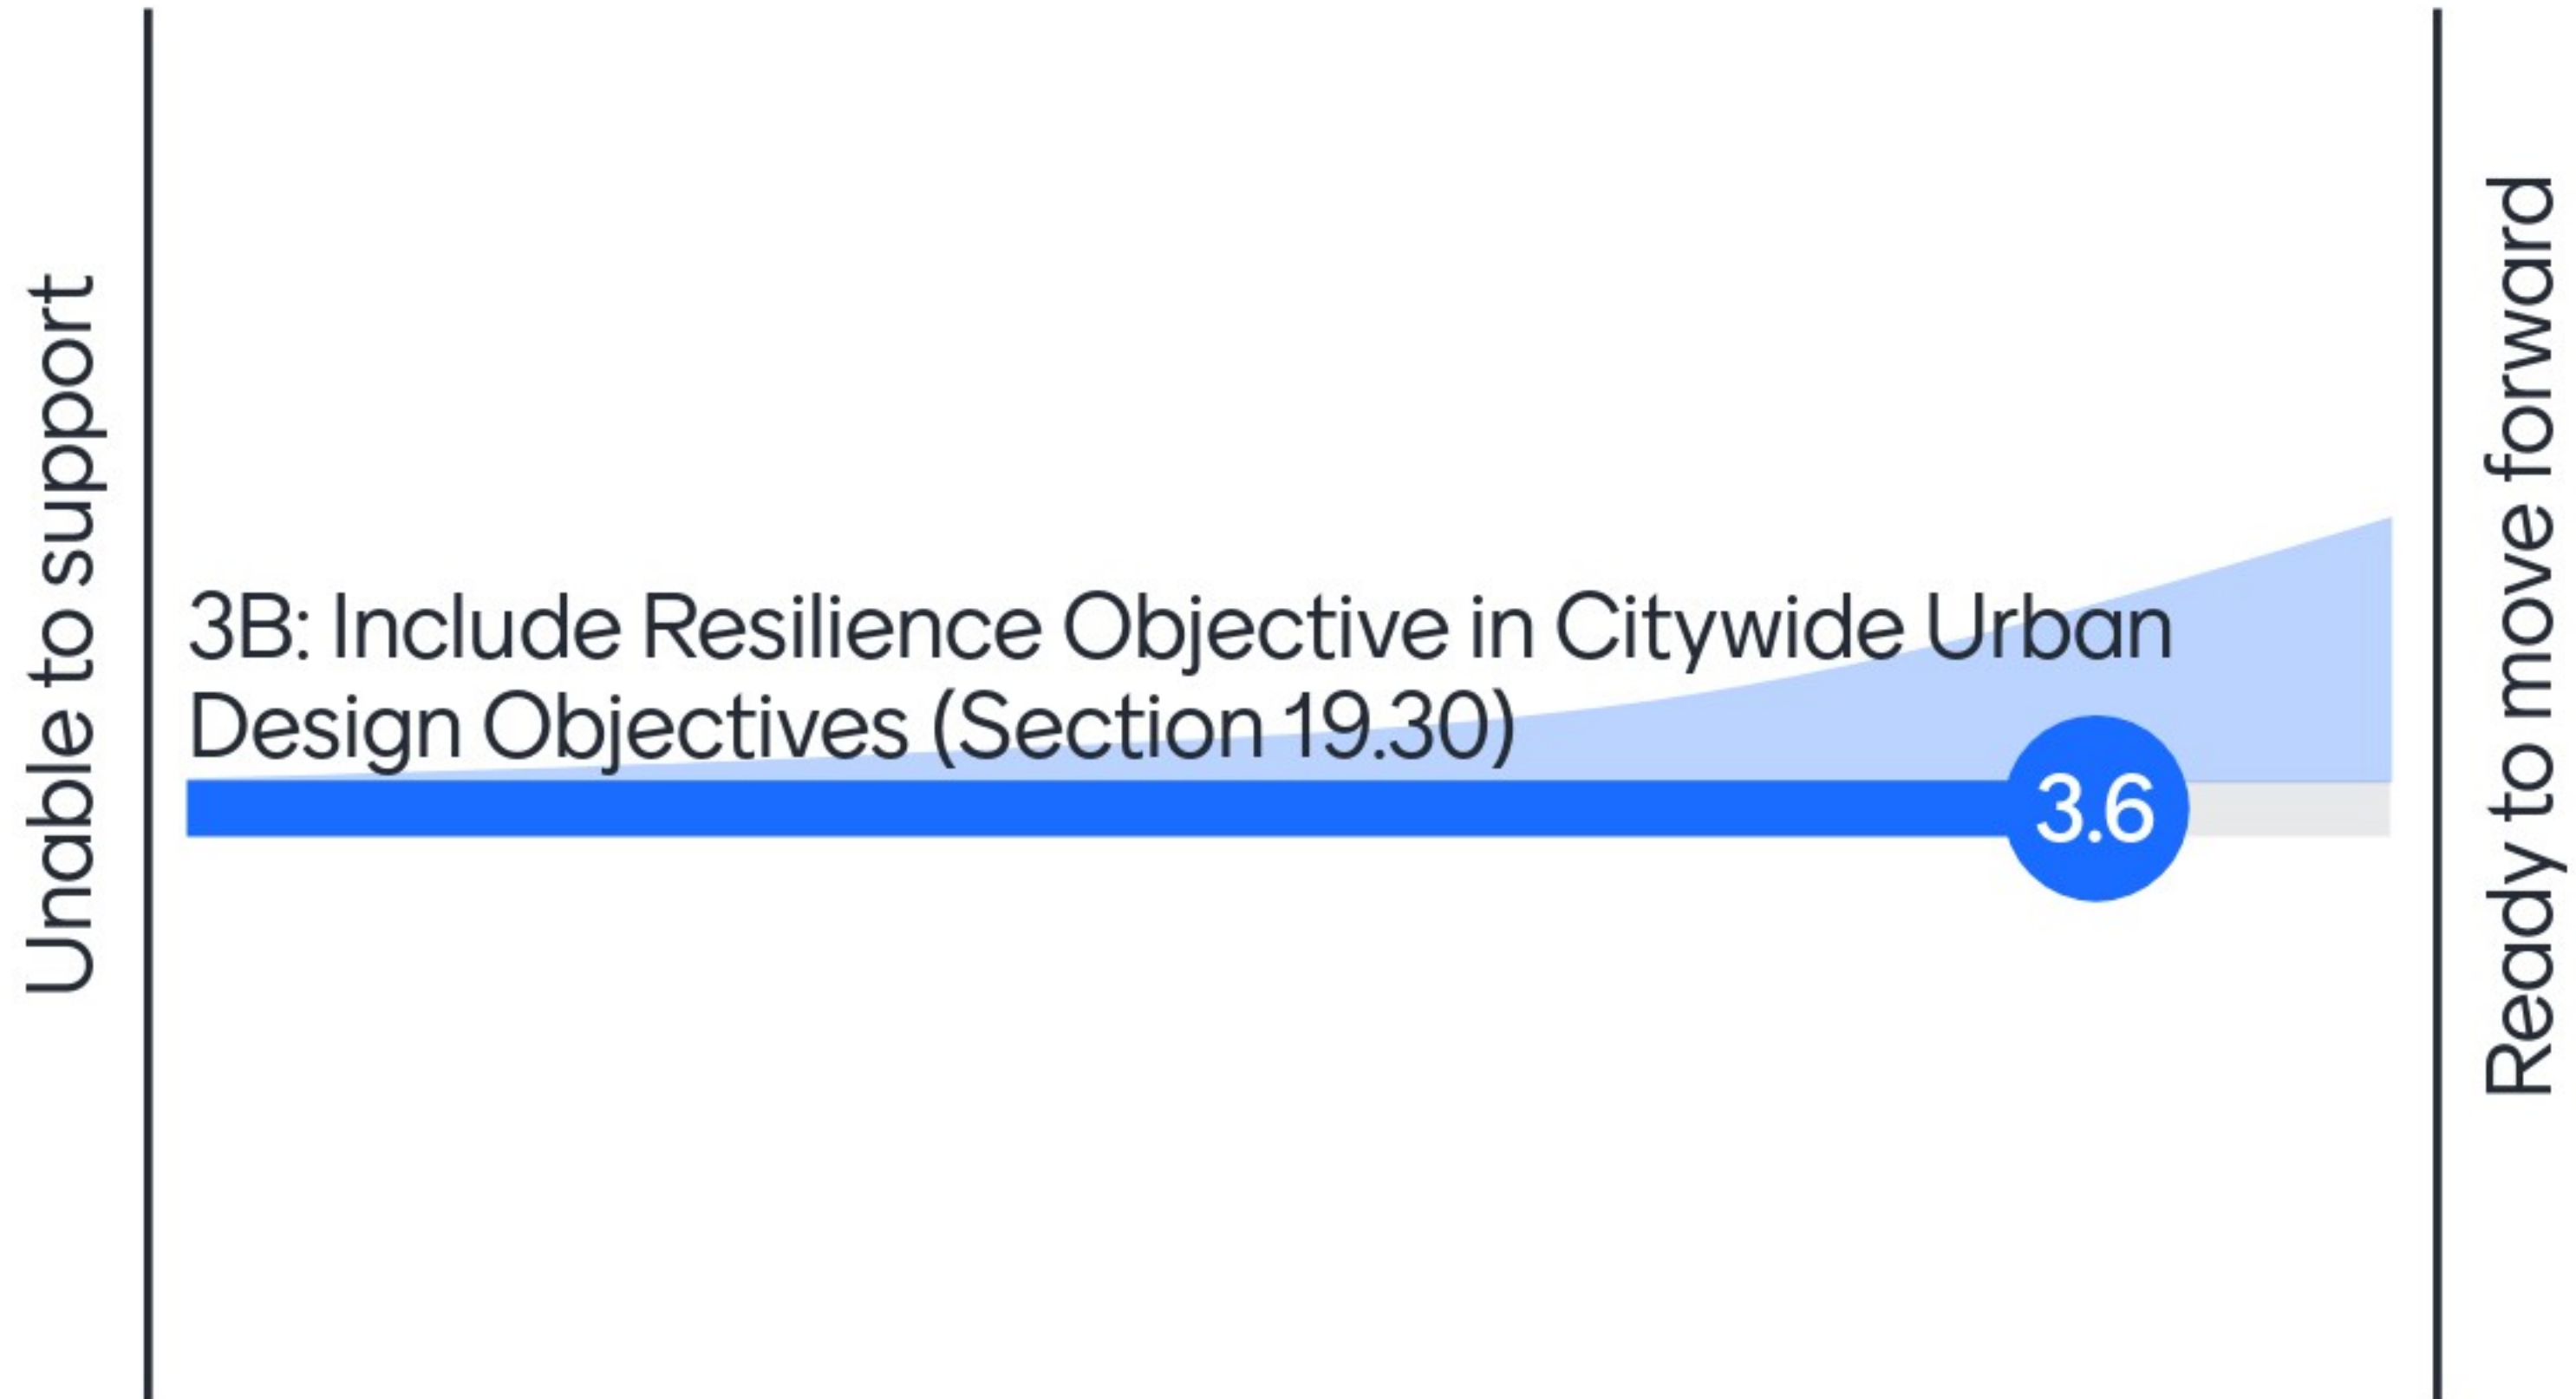 Unable to support
3B: Include Resilience Objective in Citywide Urban
Design Objectives (Section 19.30)
3.6
Ready to move forward